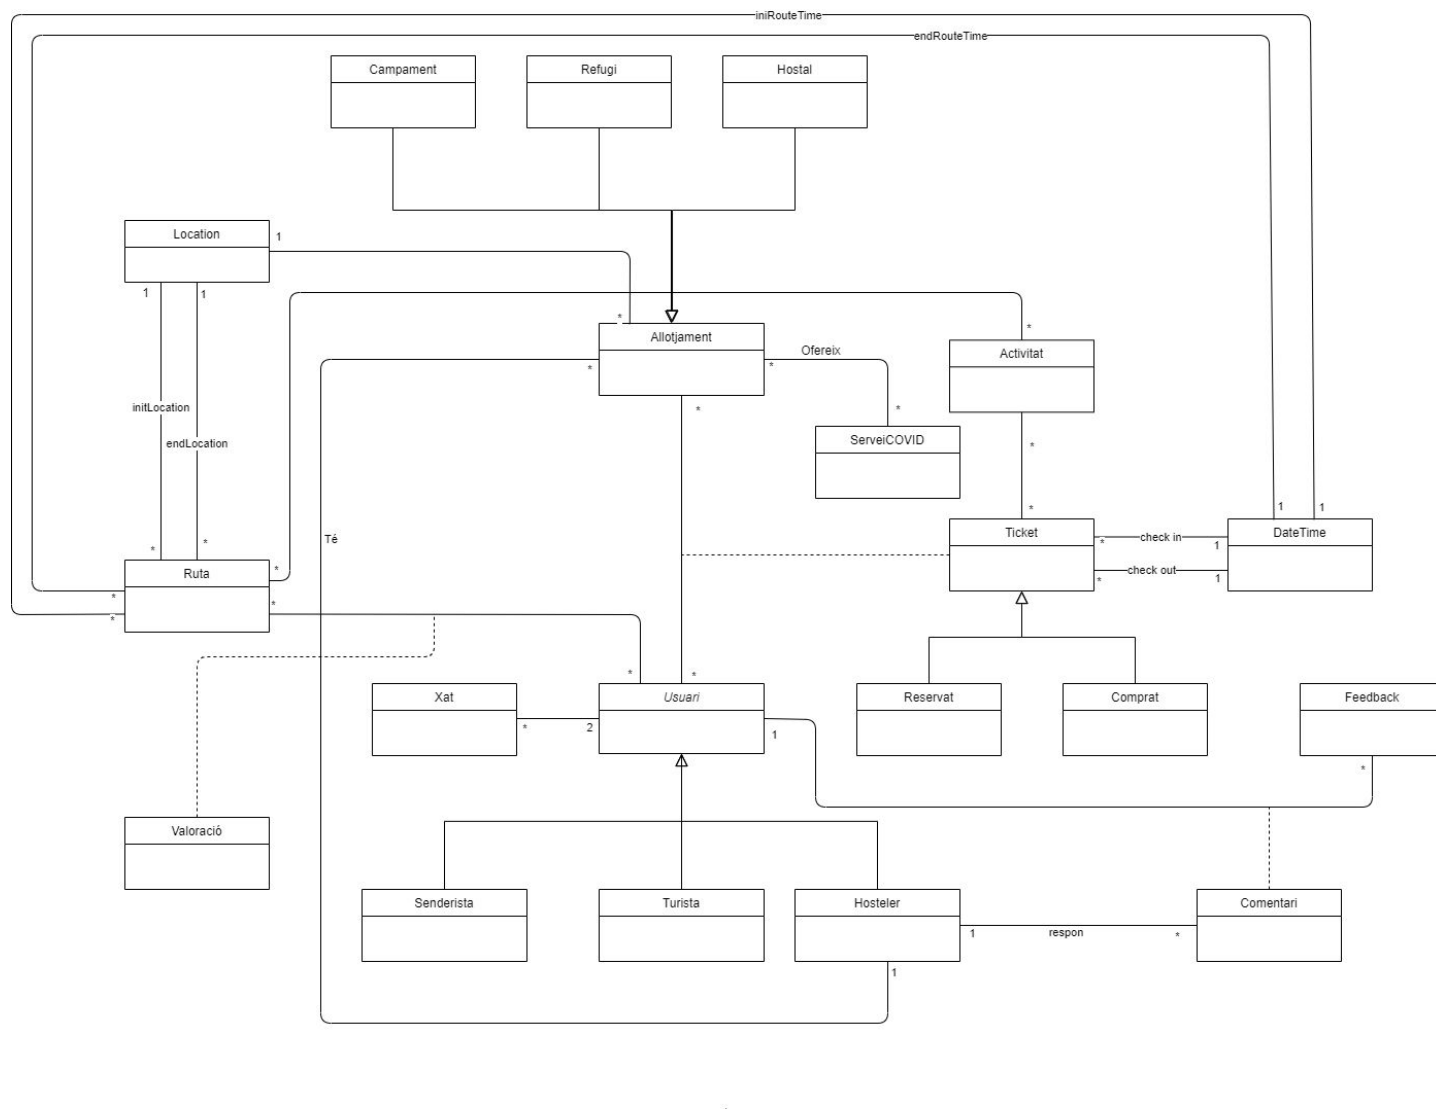 iniRouteTime
endRouteTime
Campament
Refugi
Hostal
Location
1
1
1
*
*
Allotjament
Activitat
Ofereix
*
*
*
*
initLocation
endLocation
ServeiCOVID
*
*
Té
*
*
Ruta
*
*
*
*
Ticket
*
check in
1
*
check out
1
1
1
DateTime
*
*
Xat
*
2
Usuari
1
Reservat
Comprat
Feedback
*
Valoració
Senderista
Turista
Hosteler
1
respon
*
Comentari
1